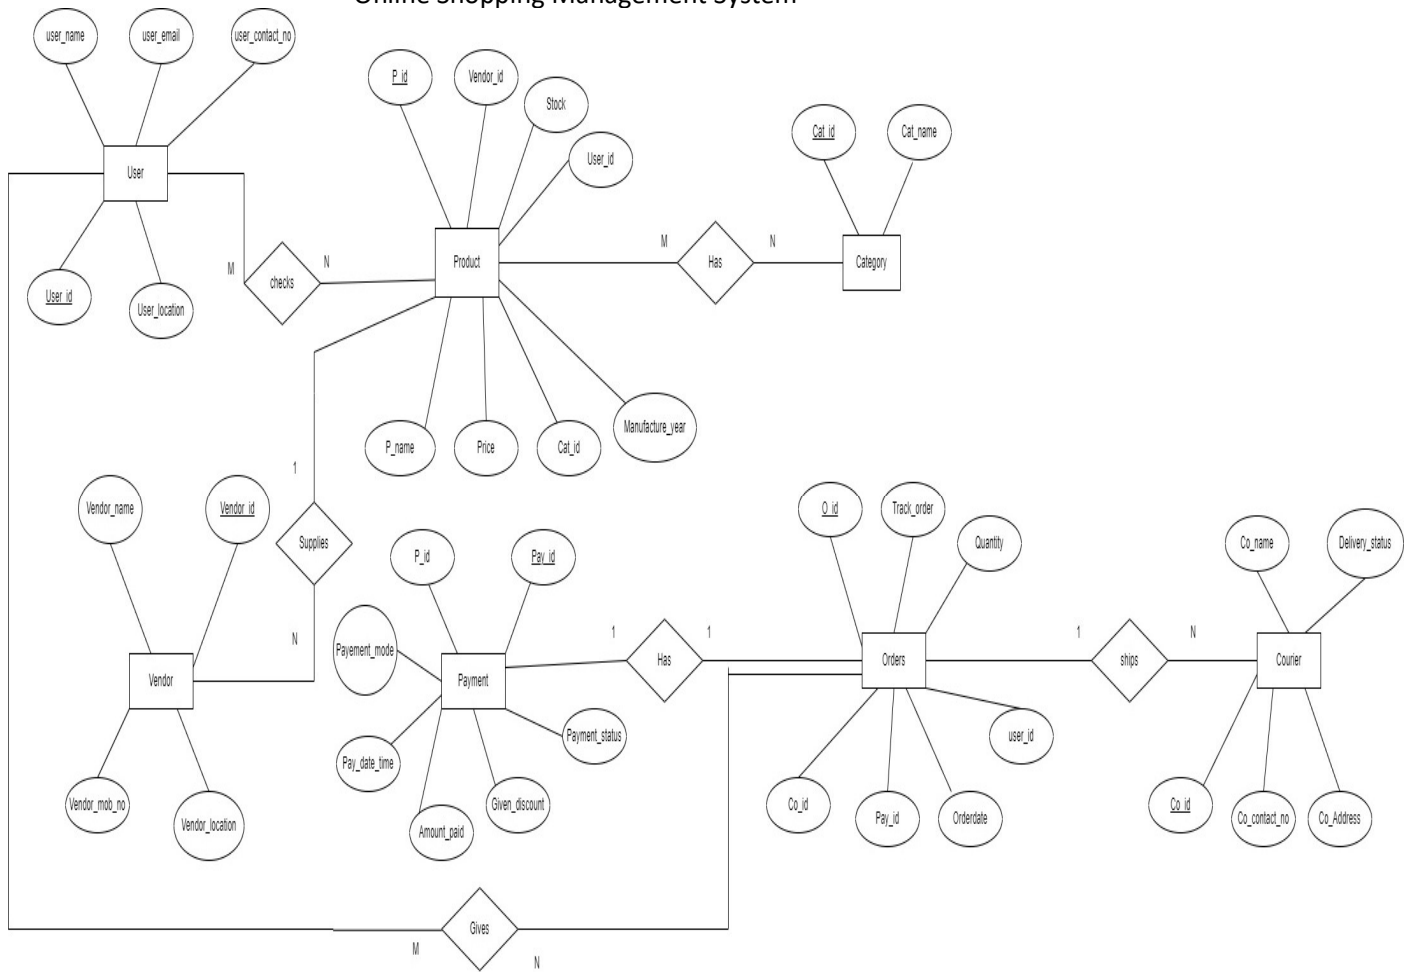 Online Shopping Management System
user_name
user_email
user_contact_no
User
User_id
User_location
checks
M
N
P_id
Vendor_id
Stock
User_id
Product
P_name
Price
Cat_id
Manufacture_year
M
Has
N
Cat_id
Cat_name
Category
1
Supplies
N
Vendor_name
Vendor_id
Vendor
Vendor_mob_no
Vendor_location
P_id
Pay_id
Payement_mode
Payment
Pay_date_time
Amount_paid
Given_discount
Payment_status
1
Has
1
O_id
Track_order
Quantity
Orders
user_id
Co_id
Pay_id
Orderdate
1
ships
N
Co_name
Delivery_status
Courier
Co_id
Co_contact_no
Co_Address
M
Gives
N